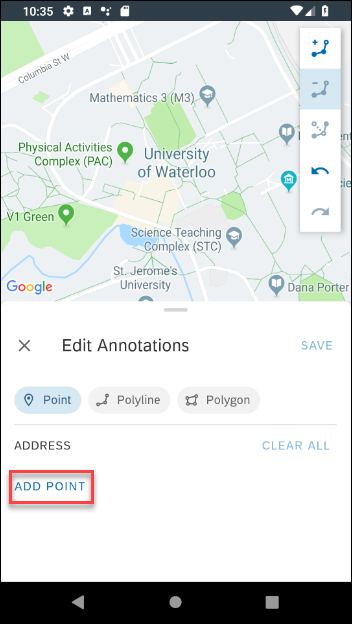 10:35
Columbia St W
Mathematics 3 (M3)
Physical Activities
Complex (PAC)
University
of Waterloo
V1 Green
Science Teaching
Complex (STC)
St. Jerome's
University
Dana Porter
Google
Edit Annotations
SAVE
Point
Polyline
Polygon
ADDRESS
CLEAR ALL
ADD POINT